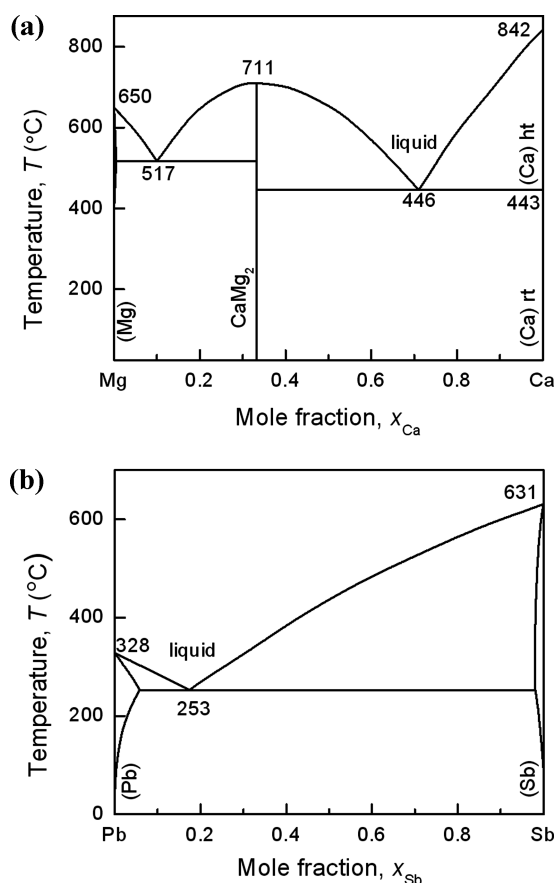 (a)
800
842
711
650
600
liquid
(Ca) ht
517
446
443
400
Temperature, T (°C)
200
(Mg)
CaMg2
(Ca) rt
Mg
0.2
0.4
0.6
0.8
Ca
Mole fraction, xCa
(b)
631
600
400
328
liquid
253
200
Temperature, T (°C)
(Pb)
(Sb)
0
Pb
0.2
0.4
0.6
0.8
Sb
Mole fraction, xSb